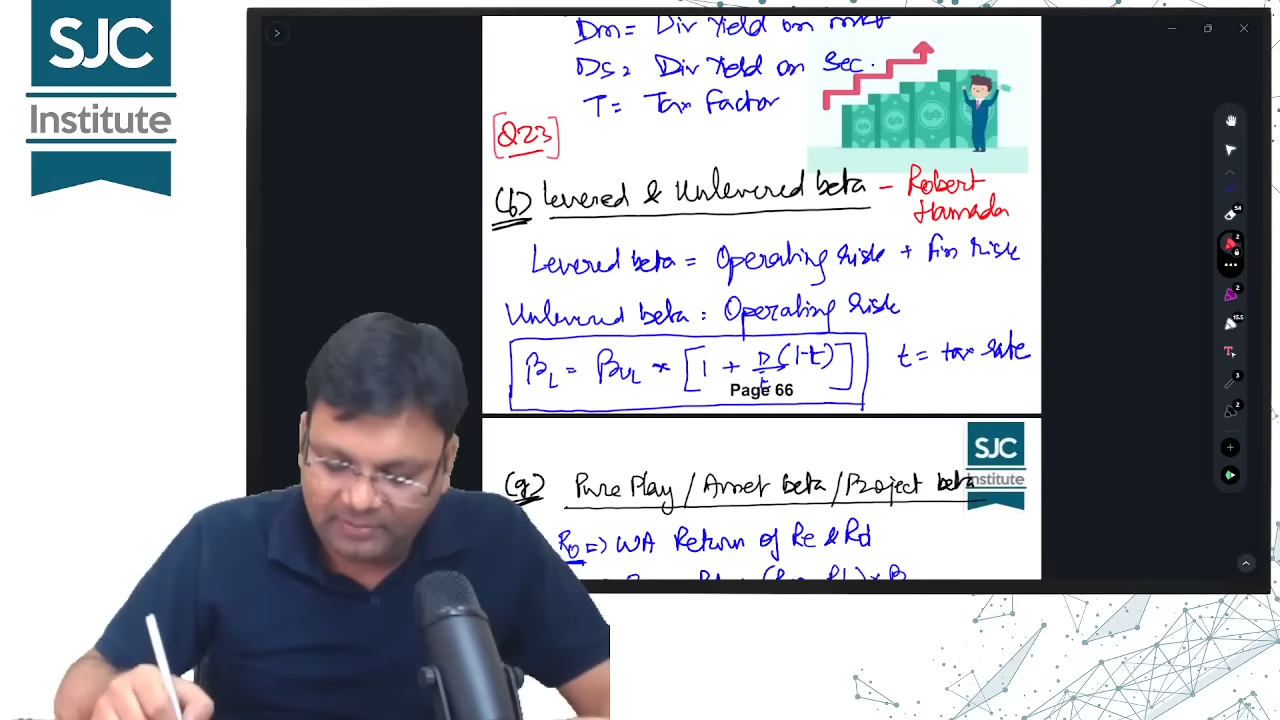 SJC
Institute
Dm = Div Yield on mkt
Ds = Div Yield on Sec.
T = Tax Factor
[Q23]
(f) Levered & Unlevered beta - Robert
Hamada
Levered beta = Operating risk + fin risk
Unlevered beta = Operating risk
βL = βUL × [1 + D/E (1-t)] t = tax rate
Page 66
SJC
Institute
(g) Pure Play / Asset beta / Project beta
Ro => WA Return of Re & Rd